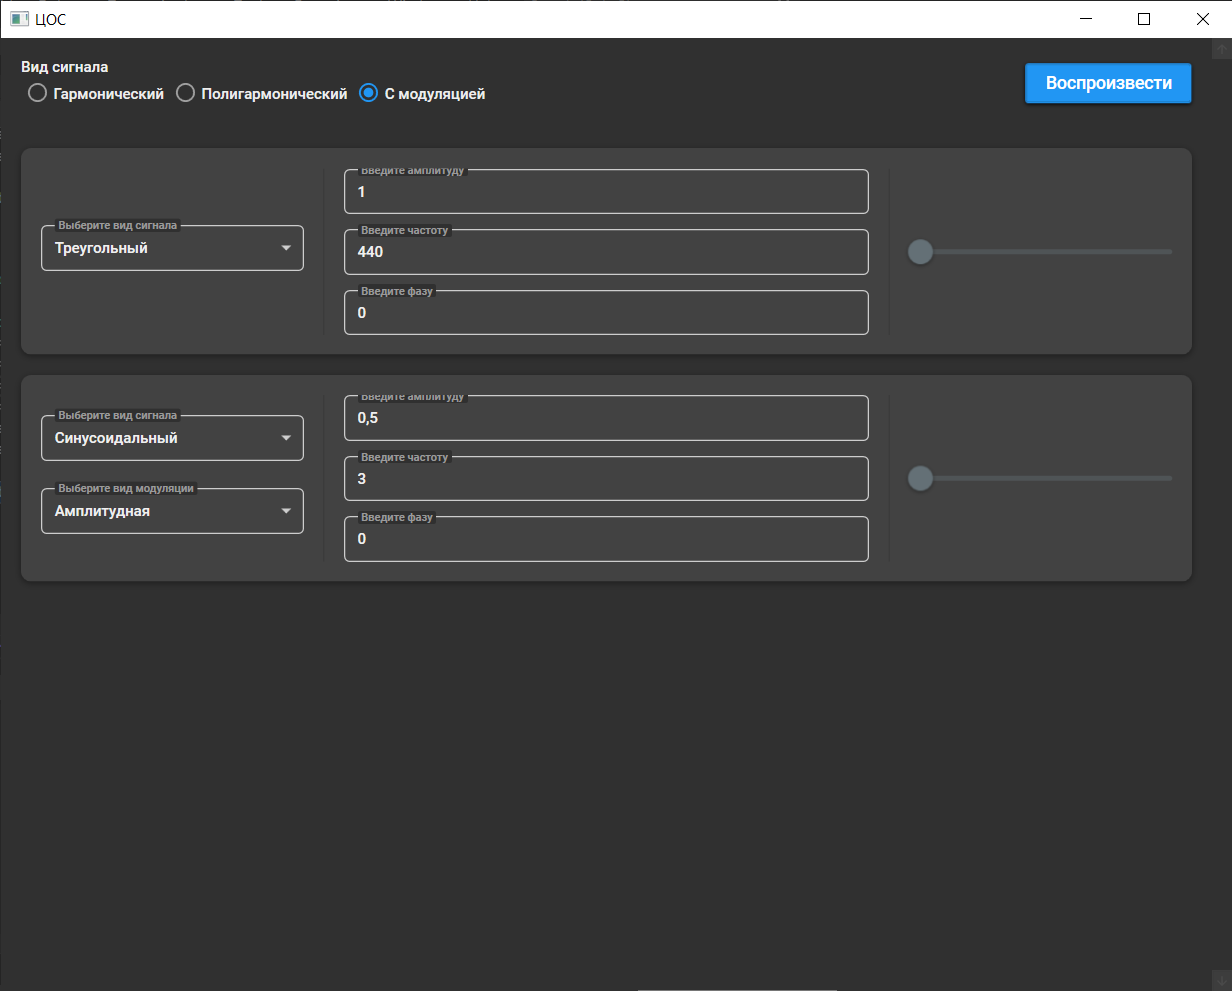 ЦОС
Вид сигнала
Гармонический Полигармонический С модуляцией
Воспроизвести
Выберите вид сигнала
Треугольный
Введите амплитуду
1
Введите частоту
440
Введите фазу
0
Выберите вид сигнала
Синусоидальный
Выберите вид модуляции
Амплитудная
Введите амплитуду
0,5
Введите частоту
3
Введите фазу
0